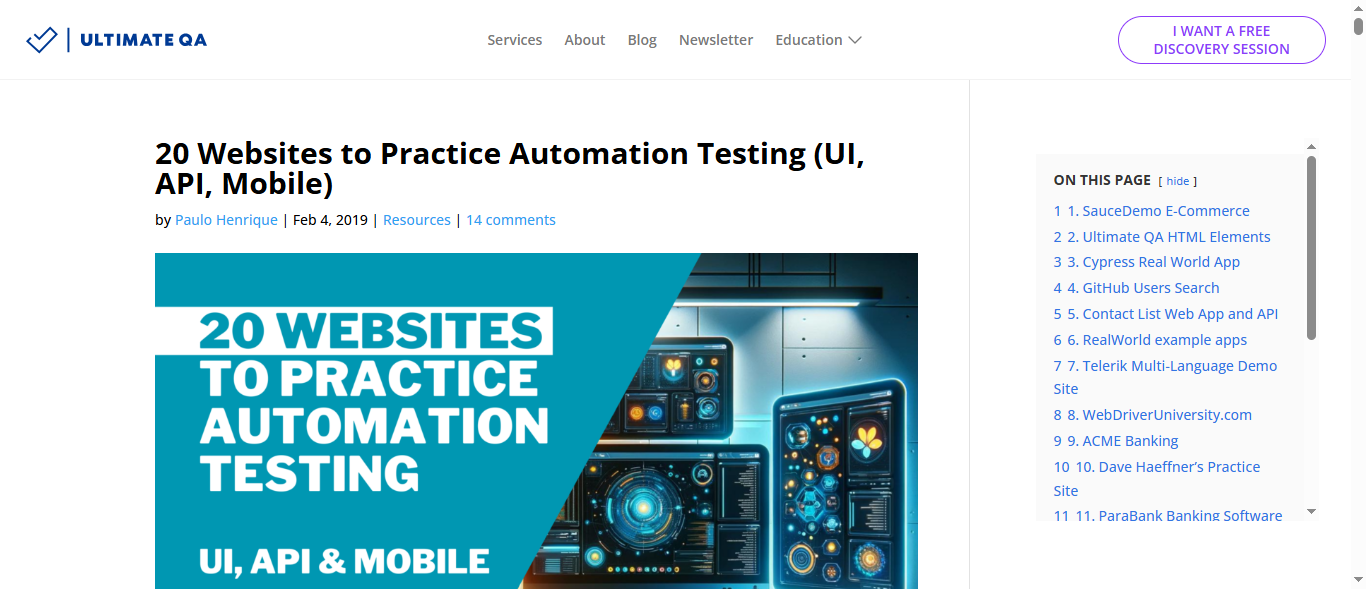 ULTIMATE QA
Services About Blog Newsletter Education
I WANT A FREE
DISCOVERY SESSION
20 Websites to Practice Automation Testing (UI,
API, Mobile)
by Paulo Henrique | Feb 4, 2019 | Resources | 14 comments
20 WEBSITES
TO PRACTICE
AUTOMATION
TESTING
UI, API & MOBILE
ON THIS PAGE [ hide ]
1 1. SauceDemo E-Commerce
2 2. Ultimate QA HTML Elements
3 3. Cypress Real World App
4 4. GitHub Users Search
5 5. Contact List Web App and API
6 6. RealWorld example apps
7 7. Telerik Multi-Language Demo
Site
8 8. WebDriverUniversity.com
9 9. ACME Banking
10 10. Dave Haeffner’s Practice
Site
11 11. ParaBank Banking Software